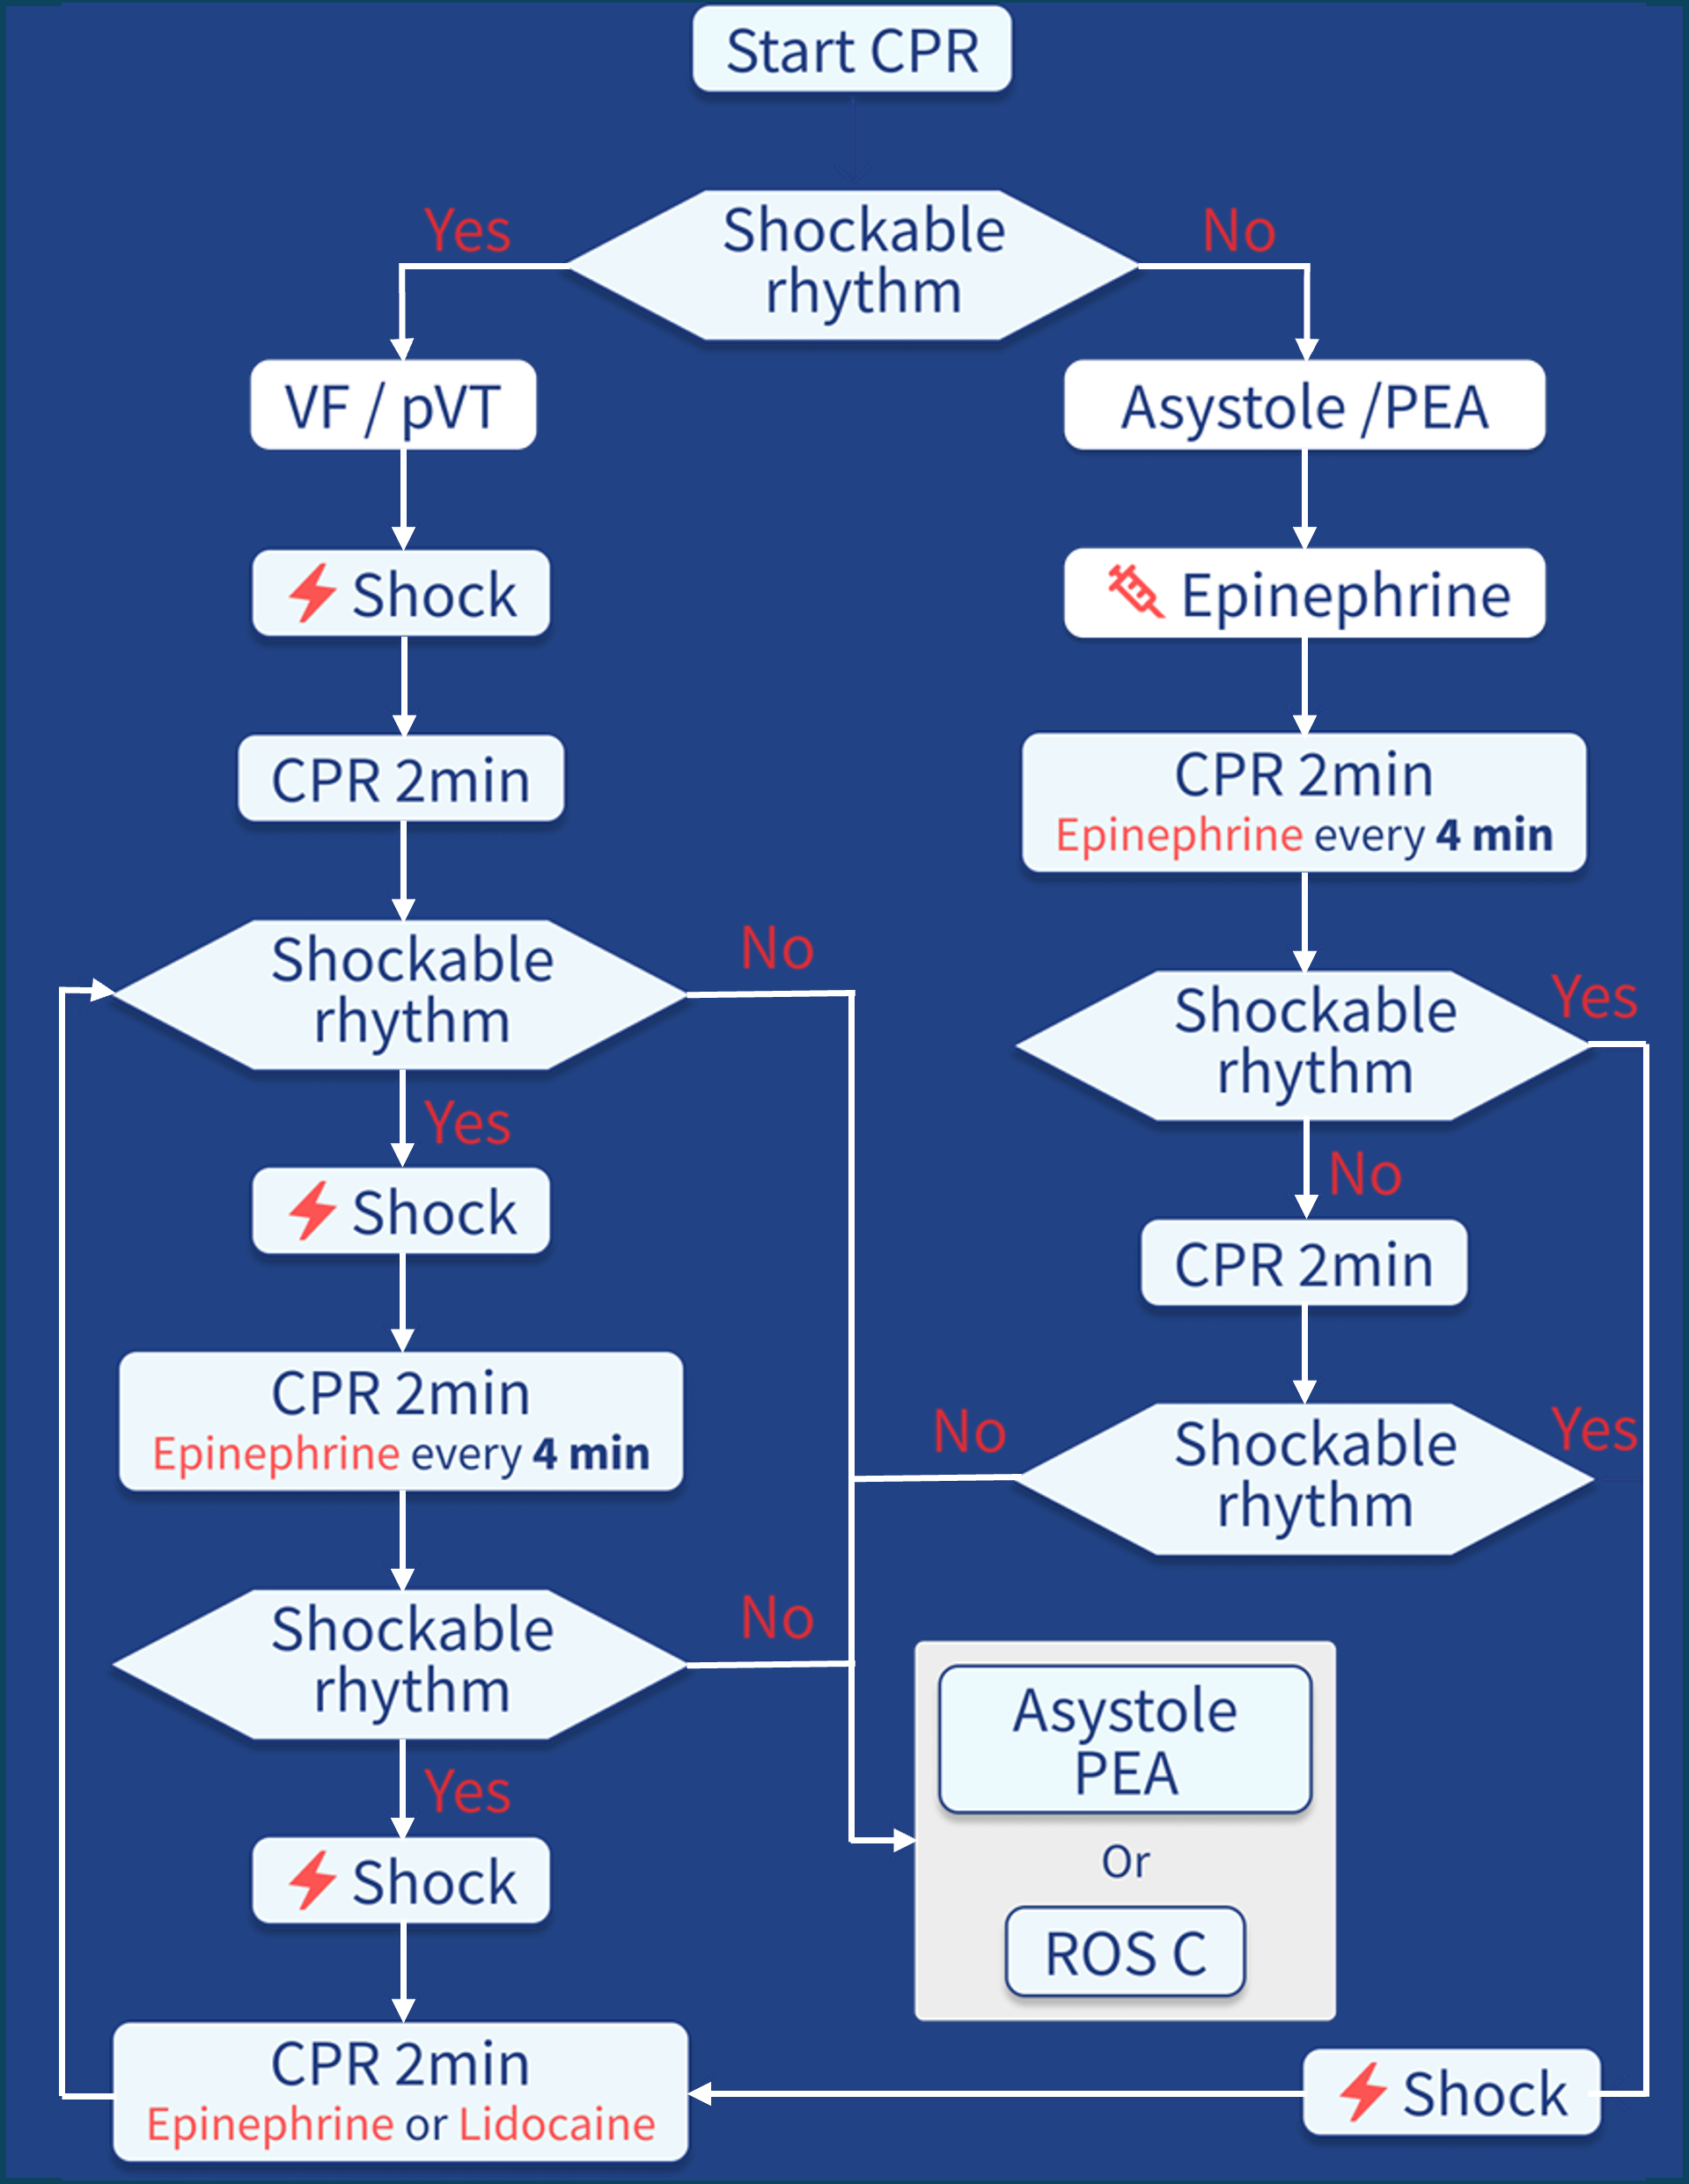 Start CPR
Shockable
rhythm
Yes
No
VF / pVT
Asystole /PEA
Shock
Epinephrine
CPR 2min
CPR 2min
Epinephrine every 4 min
Shockable
rhythm
No
Shockable
rhythm
Yes
Yes
No
Shock
CPR 2min
CPR 2min
Epinephrine every 4 min
Shockable
rhythm
No
Yes
Shockable
rhythm
No
Yes
Asystole
PEA
Or
ROS C
Shock
CPR 2min
Epinephrine or Lidocaine
Shock